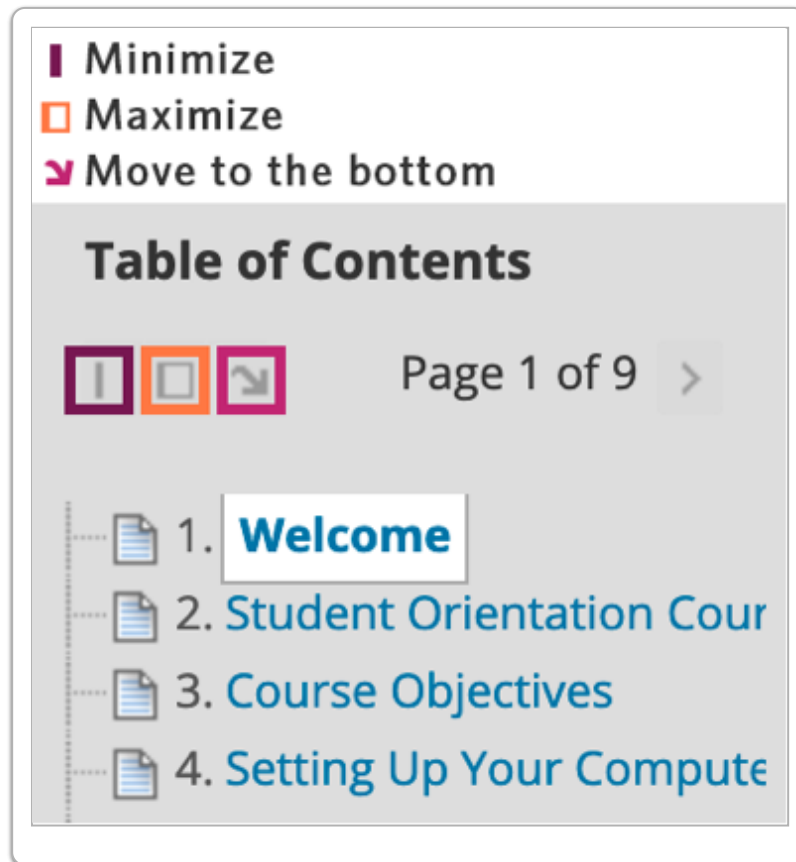 Minimize
Maximize
Move to the bottom
Table of Contents
Page 1 of 9 >
1. Welcome
2. Student Orientation Cour
3. Course Objectives
4. Setting Up Your Compute